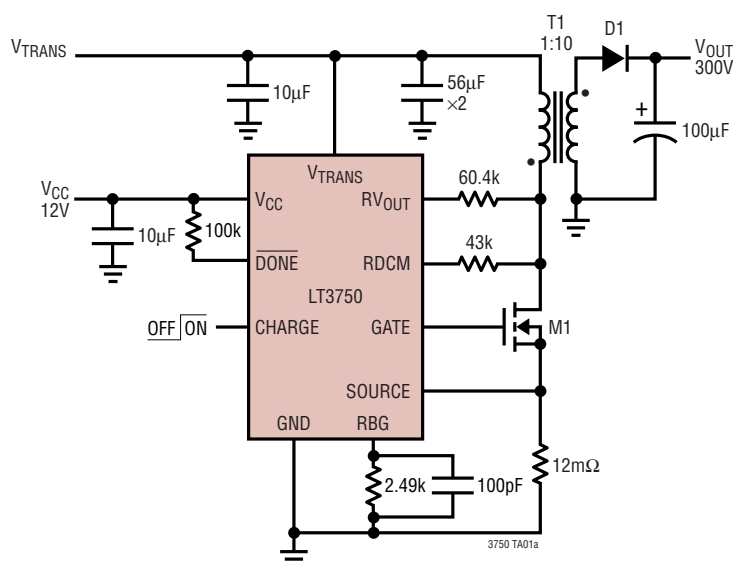 T1
1:10
D1
VTRANS
VOUT
300V
10µF
56µF
×2
+
100µF
VTRANS
60.4k
VCC
12V
VCC
RVOUT
10µF
100k
43k
DONE
RDCM
LT3750
OFF ON
CHARGE
GATE
M1
SOURCE
GND
RBG
12mΩ
2.49k
100pF
3750 TA01a